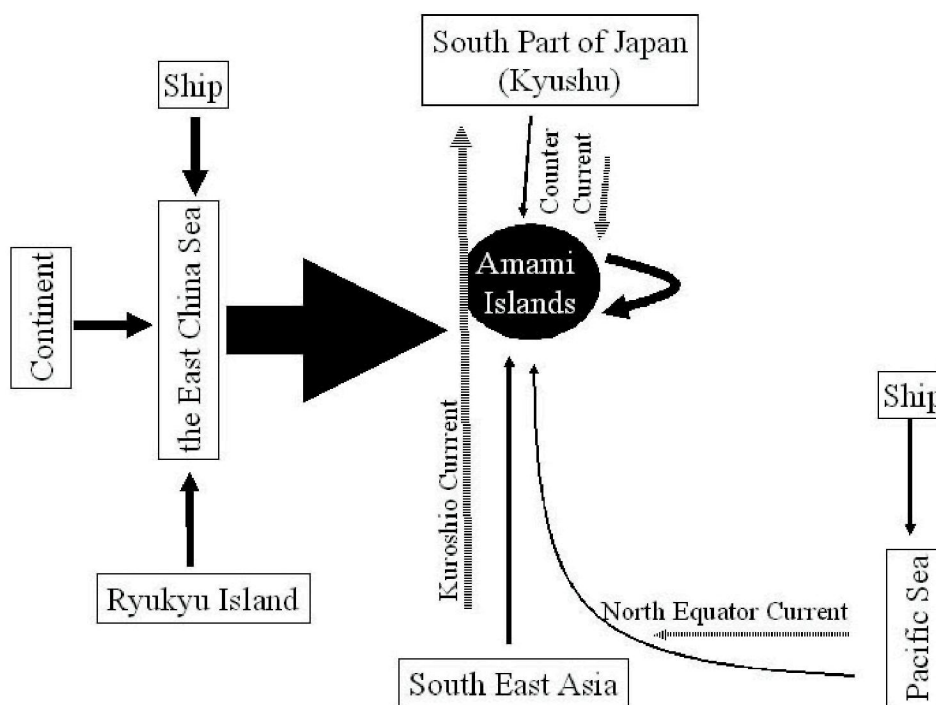 South Part of Japan
(Kyushu)
Ship
Counter
Current
Continent
the East China Sea
Amami
Islands
Kuroshio Currrent
Ship
Ryukyu Island
North Equator Current
Pacific Sea
South East Asia